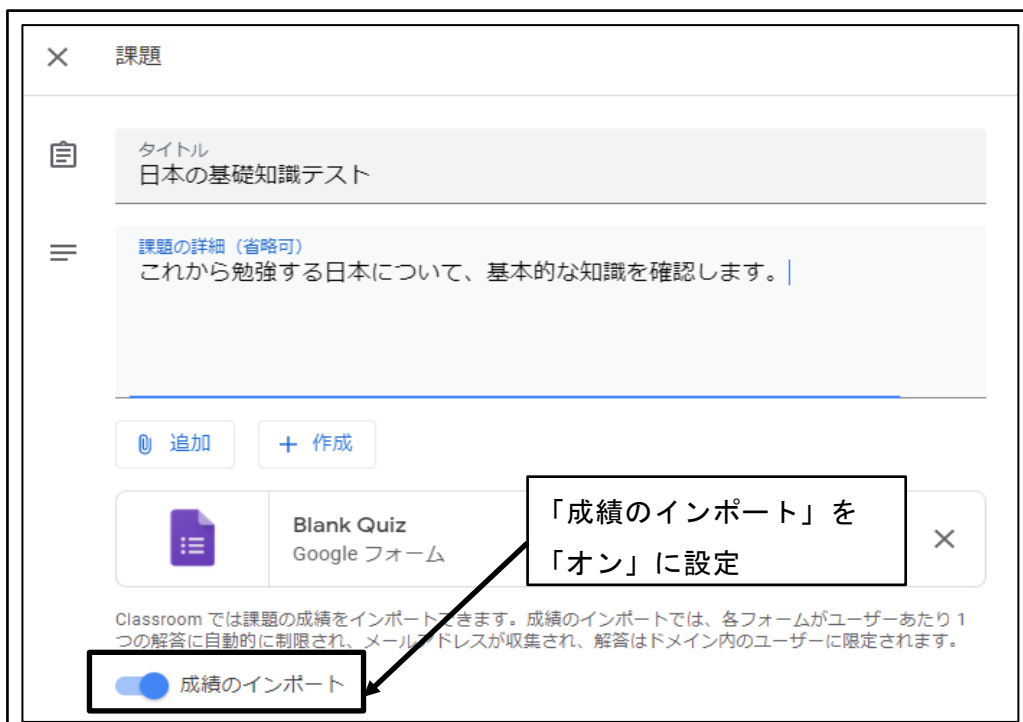 課題
タイトル
日本の基礎知識テスト
課題の詳細（省略可）
これから勉強する日本について、基本的な知識を確認します。
追加
作成
Blank Quiz
Google フォーム
「成績のインポート」を
「オン」に設定
Classroom では課題の成績をインポートできます。成績のインポートでは、各フォームがユーザーあたり 1
つの解答に自動的に制限され、メールアドレスが収集され、解答はドメイン内のユーザーに限定されます。
成績のインポート